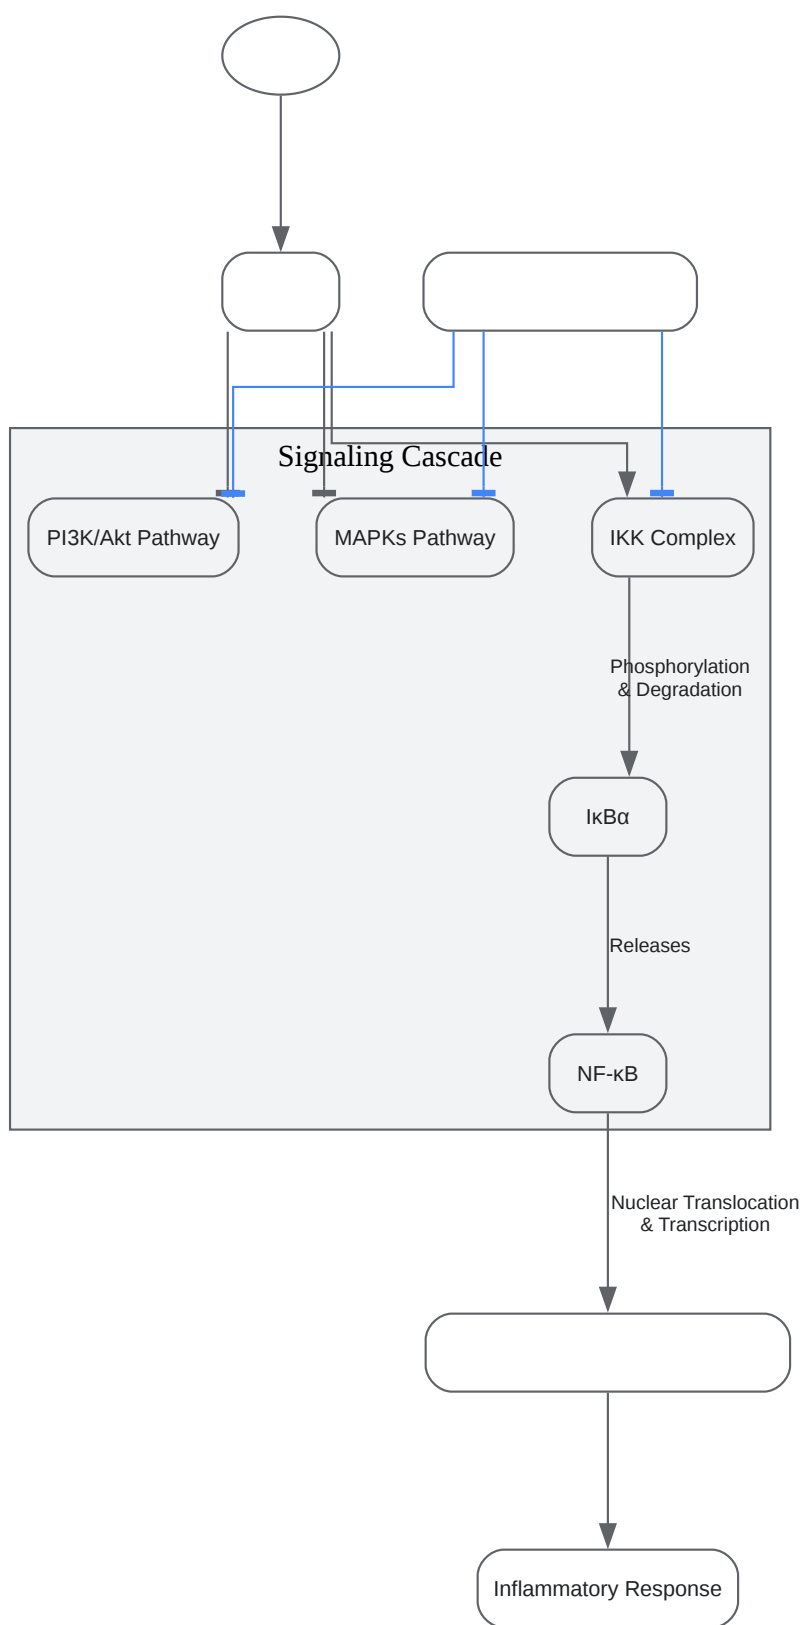 Signaling Cascade
PI3K/Akt Pathway
MAPKs Pathway
IKK Complex
Phosphorylation
& Degradation
IκBα
Releases
NF-κB
Nuclear Translocation
& Transcription
Inflammatory Response